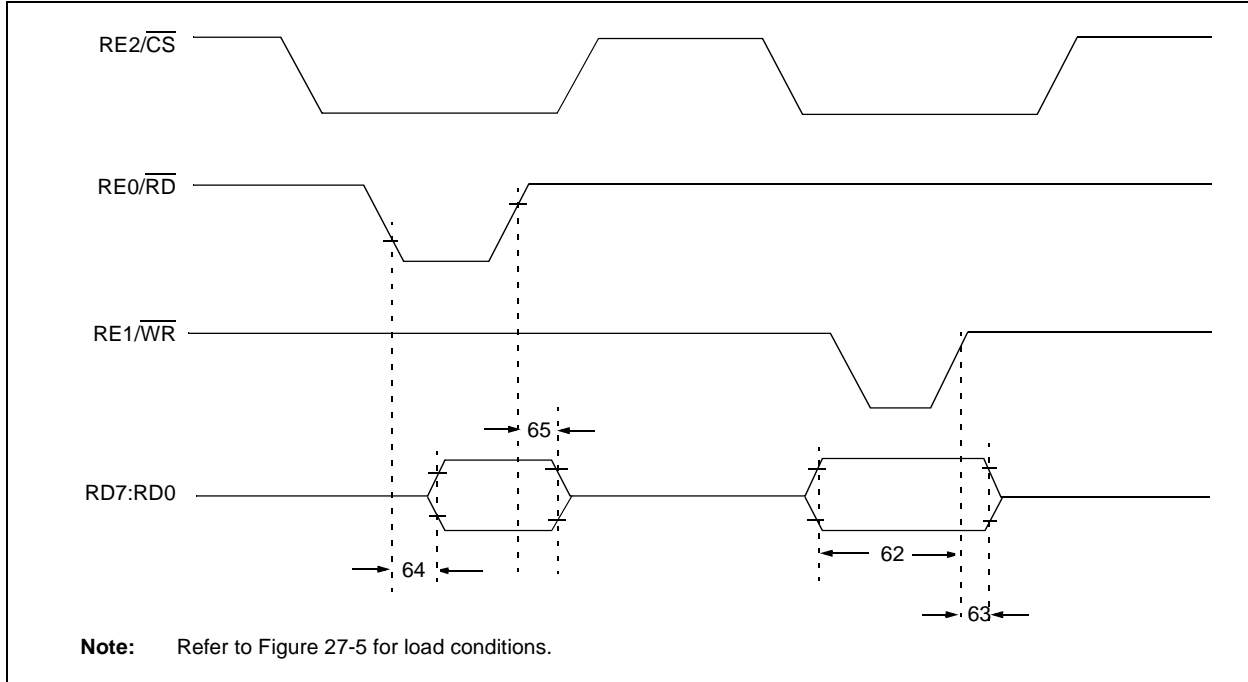 RE2/CS
RE0/RD
RE1/WR
65
RD7:RD0
62
64
63
Note: Refer to Figure 27-5 for load conditions.